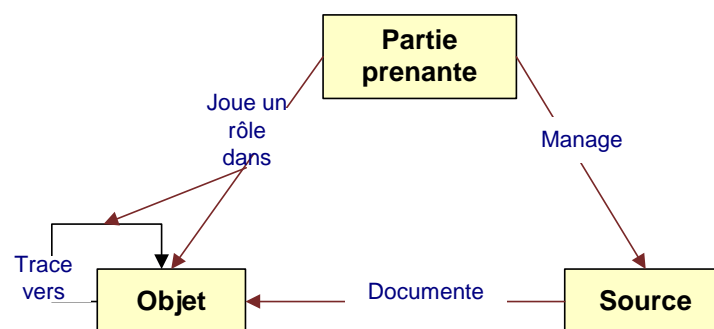 Partie
prenante
Joue un
rôle
dans
Manage
Trace
vers
Objet
Documente
Source